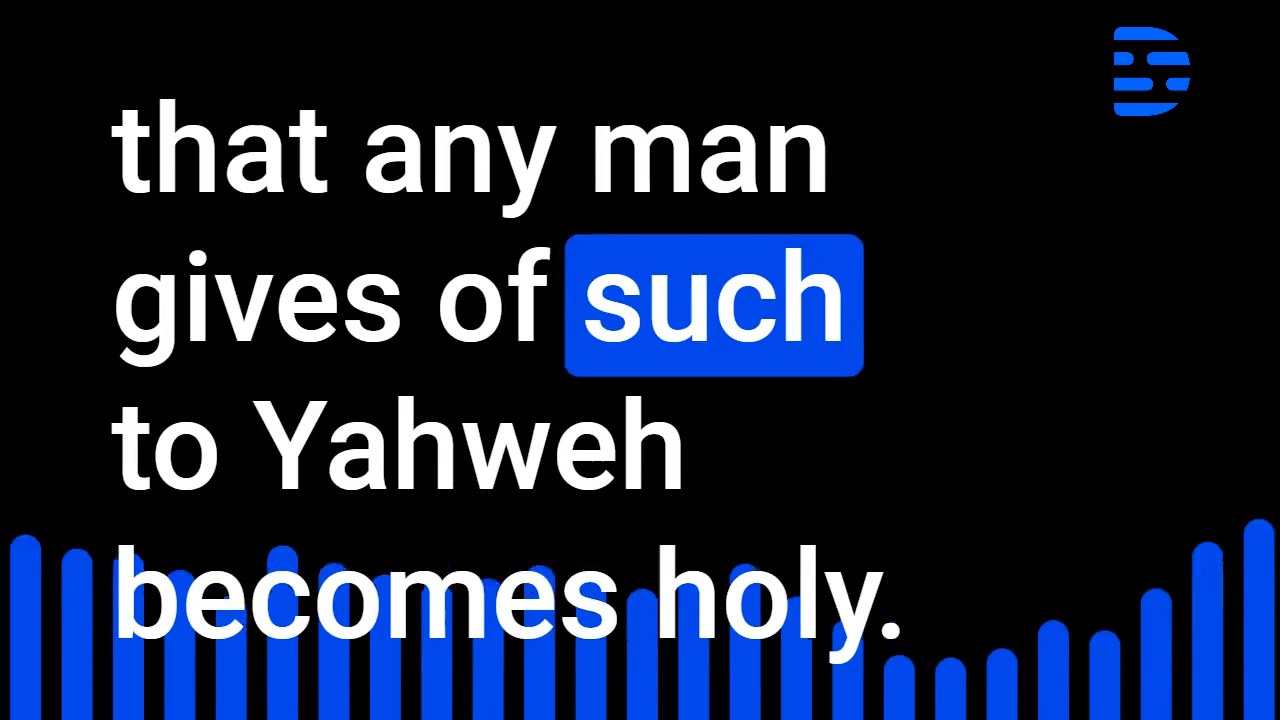 that any man
gives of such
to Yahweh
becomes holy.